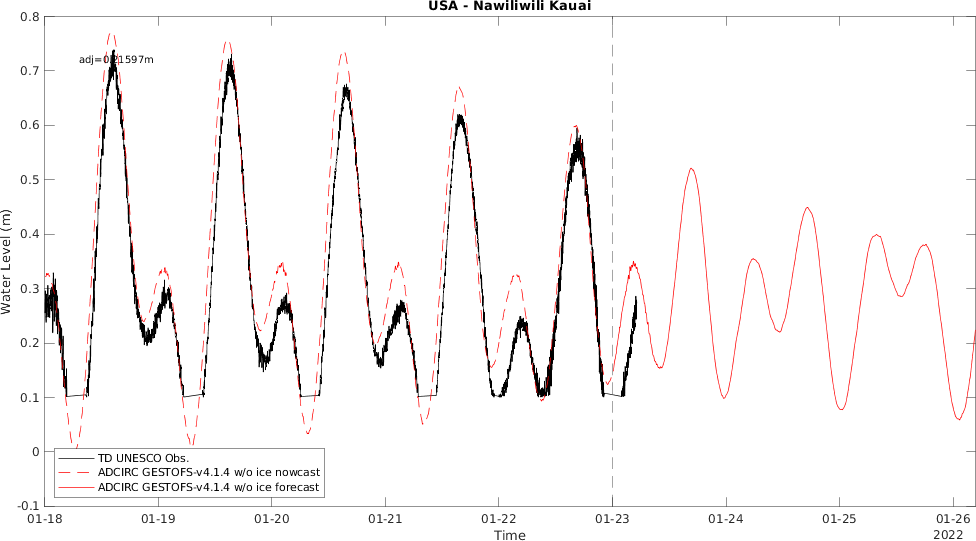 USA - Nawiliwili Kauai
adj=0.21597m
0.8
0.7
0.6
0.5
0.4
0.3
0.2
0.1
0
-0.1
Water Level (m)
TD UNESCO Obs.
ADCIRC GESTOFS-v4.1.4 w/o ice nowcast
ADCIRC GESTOFS-v4.1.4 w/o ice forecast
01-18 01-19 01-20 01-21 01-22 01-23 01-24 01-25 01-26
Time
2022